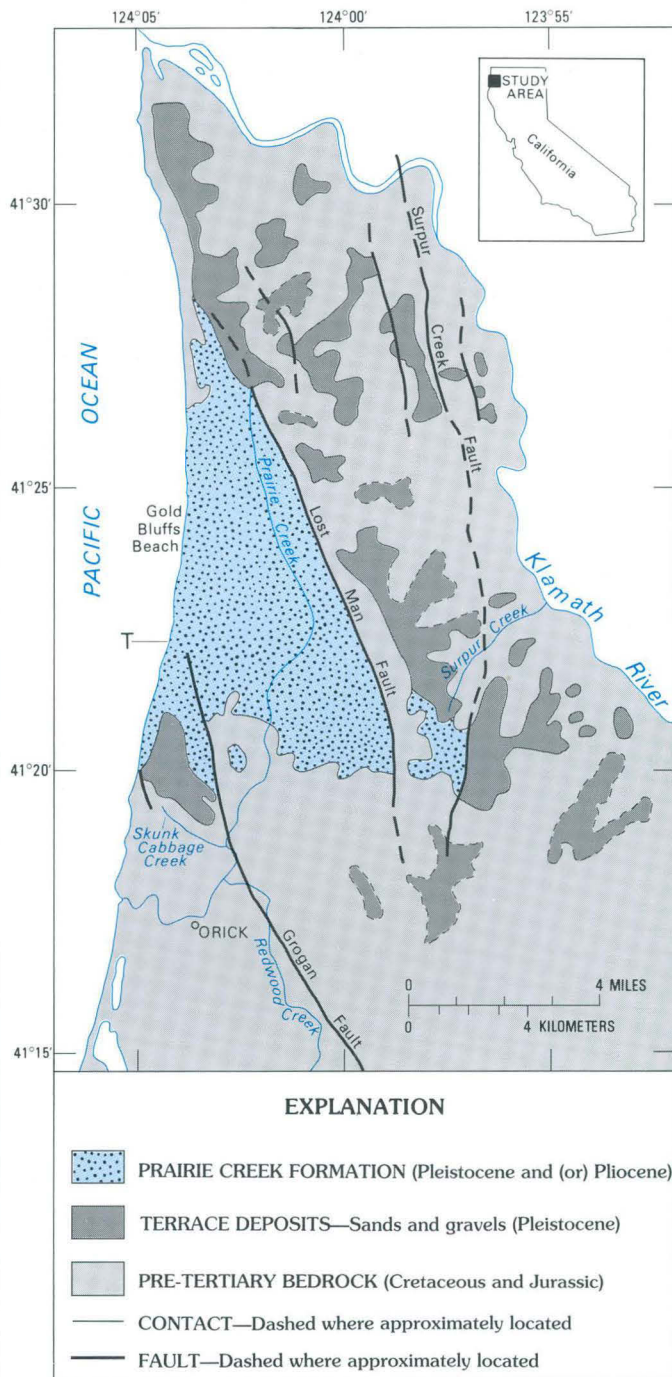 124°05'
124°00'
123°55'
STUDY
AREA
California
41°30'
Surpur
Creek
Fault
PACIFIC OCEAN
41°25'
Prairie Creek
Gold
Bluffs
Beach
Lost
Man
Fault
Klamath
River
Surpur Creek
T
41°20'
Skunk
Cabbage
Creek
ORICK
Redwood
Creek
Grogan
Fault
0 4 MILES
0 4 KILOMETERS
41°15'
EXPLANATION
PRAIRIE CREEK FORMATION (Pleistocene and (or) Pliocene)
TERRACE DEPOSITS—Sands and gravels (Pleistocene)
PRE-TERTIARY BEDROCK (Cretaceous and Jurassic)
CONTACT—Dashed where approximately located
FAULT—Dashed where approximately located